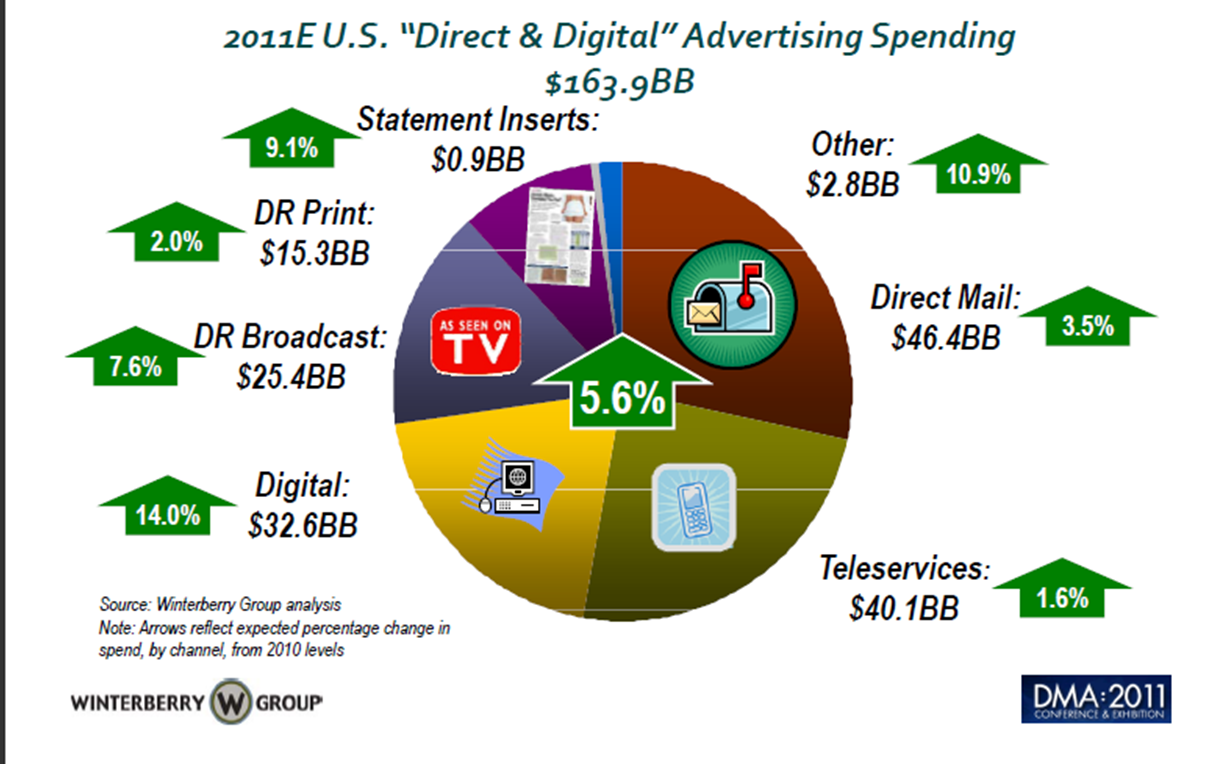 2011E U.S. “Direct & Digital” Advertising Spending
$163.9BB
Statement Inserts:
$0.9BB
9.1%
Other:
$2.8BB
10.9%
DR Print:
$15.3BB
2.0%
Direct Mail:
$46.4BB
3.5%
DR Broadcast:
$25.4BB
7.6%
AS SEEN ON
TV
5.6%
Digital:
$32.6BB
14.0%
Teleservices:
$40.1BB
1.6%
Source: Winterberry Group analysis
Note: Arrows reflect expected percentage change in
spend, by channel, from 2010 levels
WINTERBERRY W GROUP
DMA:2011
CONFERENCE & EXHIBITION